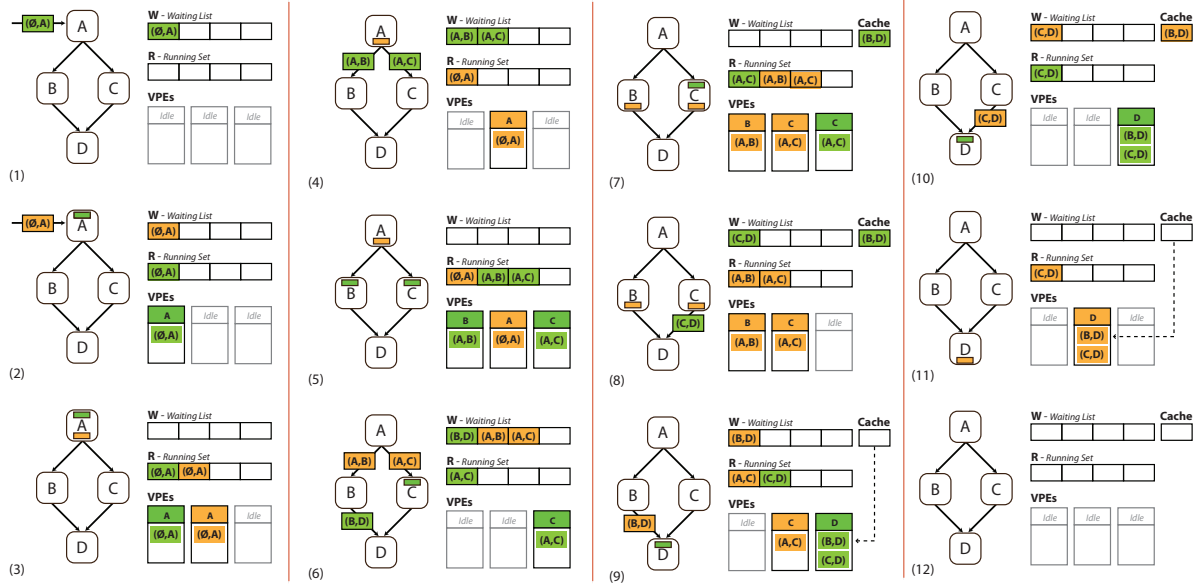 (Ø,A) A
W - Waiting List
(Ø,A)
R - Running Set
B C
VPEs
Idle Idle Idle
D
(1)
(Ø,A) A
W - Waiting List
(Ø,A)
R - Running Set
(Ø,A)
B C
VPEs
A Idle Idle
(Ø,A)
D
(2)
A
W - Waiting List
R - Running Set
(Ø,A) (Ø,A)
B C
VPEs
A A Idle
(Ø,A) (Ø,A)
D
(3)
A
W - Waiting List
(A,B) (A,C)
(A,B) (A,C)
R - Running Set
(Ø,A)
B C
VPEs
Idle A Idle
(Ø,A)
D
(4)
A
W - Waiting List
R - Running Set
(Ø,A) (A,B) (A,C)
B C
VPEs
B A C
(A,B) (Ø,A) (A,C)
D
(5)
A
W - Waiting List
(B,D) (A,B) (A,C)
(A,B) (A,C)
R - Running Set
(A,C)
B C
VPEs
(B,D)
Idle Idle C
(A,C)
D
(6)
A
W - Waiting List Cache
(B,D)
R - Running Set
(A,C) (A,B) (A,C)
B C
VPEs
B C C
(A,B) (A,C) (A,C)
D
(7)
A
W - Waiting List Cache
(C,D) (B,D)
R - Running Set
(A,B) (A,C)
B C
VPEs
(C,D)
B C Idle
(A,B) (A,C)
D
(8)
A
W - Waiting List Cache
(B,D)
R - Running Set
(A,C) (C,D)
B C
VPEs
(B,D)
Idle C D
(A,C) (B,D)
(C,D)
D
(9)
A
W - Waiting List Cache
(C,D) (B,D)
R - Running Set
(C,D)
B C
VPEs
(C,D)
Idle Idle D
(B,D)
(C,D)
D
(10)
A
W - Waiting List Cache
R - Running Set
(C,D)
B C
VPEs
Idle D Idle
(B,D)
(C,D)
D
(11)
A
W - Waiting List Cache
R - Running Set
B C
VPEs
Idle Idle Idle
D
(12)